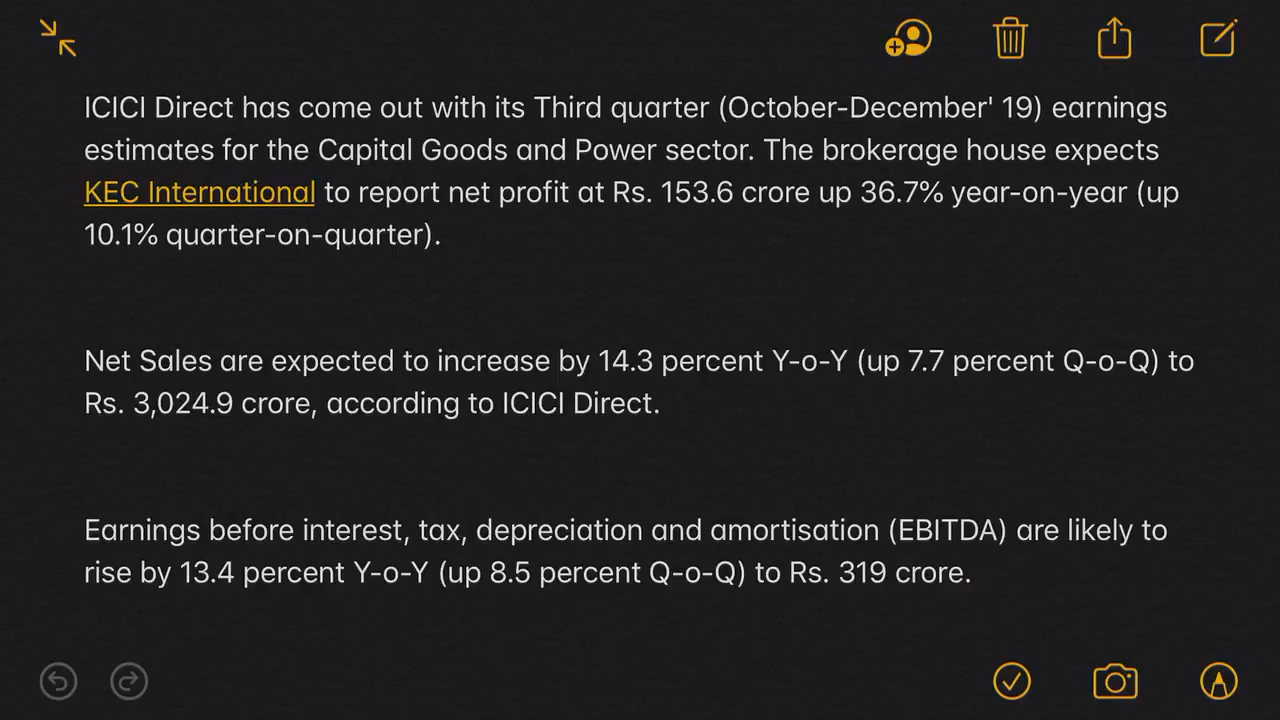 ICICI Direct has come out with its Third quarter (October-December' 19) earnings
estimates for the Capital Goods and Power sector. The brokerage house expects
KEC International to report net profit at Rs. 153.6 crore up 36.7% year-on-year (up
10.1% quarter-on-quarter).
Net Sales are expected to increase by 14.3 percent Y-o-Y (up 7.7 percent Q-o-Q) to
Rs. 3,024.9 crore, according to ICICI Direct.
Earnings before interest, tax, depreciation and amortisation (EBITDA) are likely to
rise by 13.4 percent Y-o-Y (up 8.5 percent Q-o-Q) to Rs. 319 crore.